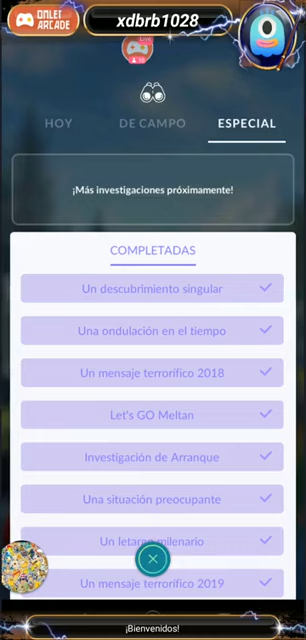 OMLET
ARCADE
xdbrb1028
Live
HOY
DE CAMPO
ESPECIAL
¡Más investigaciones próximamente!
COMPLETADAS
Un descubrimiento singular
Una ondulación en el tiempo
Un mensaje terrorífico 2018
Let's GO Meltan
Investigación de Arranque
Una situación preocupante
Un letargo milenario
Un mensaje terrorífico 2019
¡Bienvenidos!